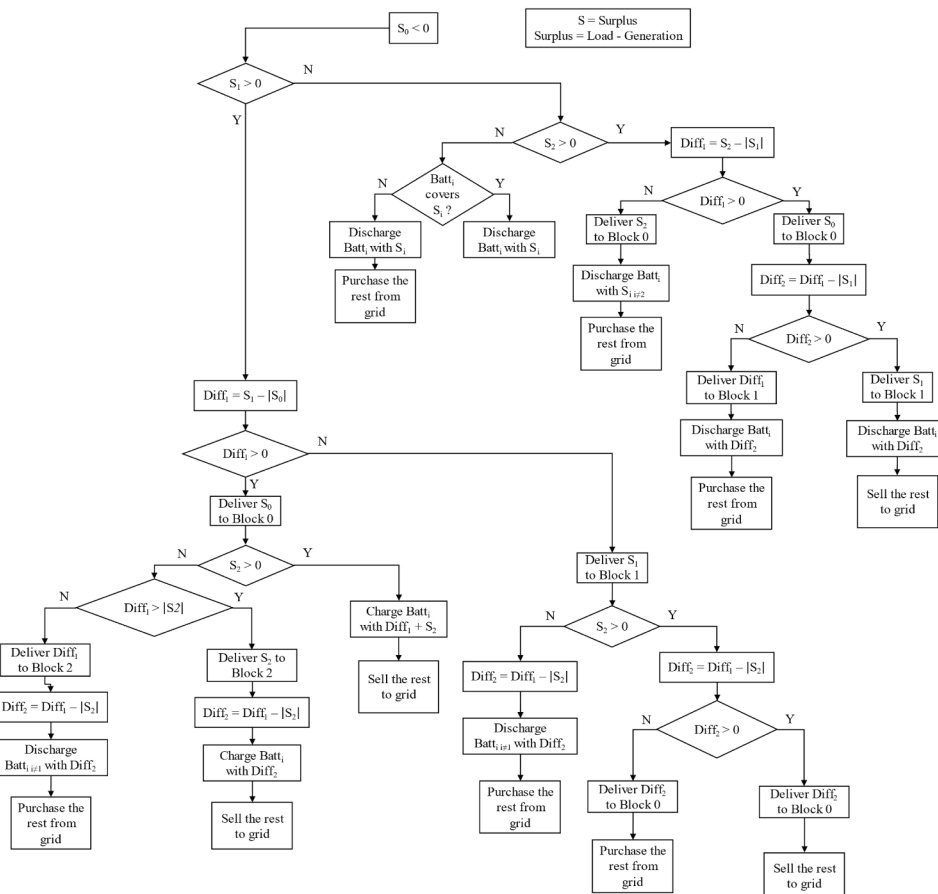 S₀ < 0
S = Surplus
Surplus = Load - Generation
S₁ > 0
N
Y
S₂ > 0
N
Y
Diff₁ = S₂ – |S₁|
Battᵢ
covers
Sᵢ ?
N
Y
Diff₁ > 0
N
Y
Discharge
Battᵢ with Sᵢ
Discharge
Battᵢ with Sᵢ
Purchase the
rest from
grid
Deliver S₂
to Block 0
Discharge Battᵢ
with Sᵢ ᵢ≠₂
Purchase the
rest from
grid
Deliver S₀
to Block 0
Diff₂ = Diff₁ – |S₁|
Diff₂ > 0
N
Y
Deliver Diff₁
to Block 1
Discharge Battᵢ
with Diff₂
Purchase the
rest from
grid
Deliver S₁
to Block 1
Discharge Battᵢ
with Diff₂
Sell the rest
to grid
Diff₁ = S₁ – |S₀|
Diff₁ > 0
N
Y
Deliver S₀
to Block 0
S₂ > 0
N
Y
Diff₁ > |S2|
N
Y
Deliver Diff₁
to Block 2
Diff₂ = Diff₁ – |S₂|
Discharge
Battᵢ ᵢ≠₁ with Diff₂
Purchase the
rest from
grid
Deliver S₂ to
Block 2
Diff₂ = Diff₁ – |S₂|
Charge Battᵢ
with Diff₂
Sell the rest
to grid
Charge Battᵢ
with Diff₁ + S₂
Sell the rest
to grid
Deliver S₁
to Block 1
S₂ > 0
N
Y
Diff₂ = Diff₁ – |S₂|
Discharge
Battᵢ ᵢ≠₁ with Diff₂
Purchase the
rest from
grid
Diff₂ = Diff₁ – |S₂|
Diff₂ > 0
N
Y
Deliver Diff₂
to Block 0
Purchase the
rest from
grid
Deliver Diff₂
to Block 0
Sell the rest
to grid